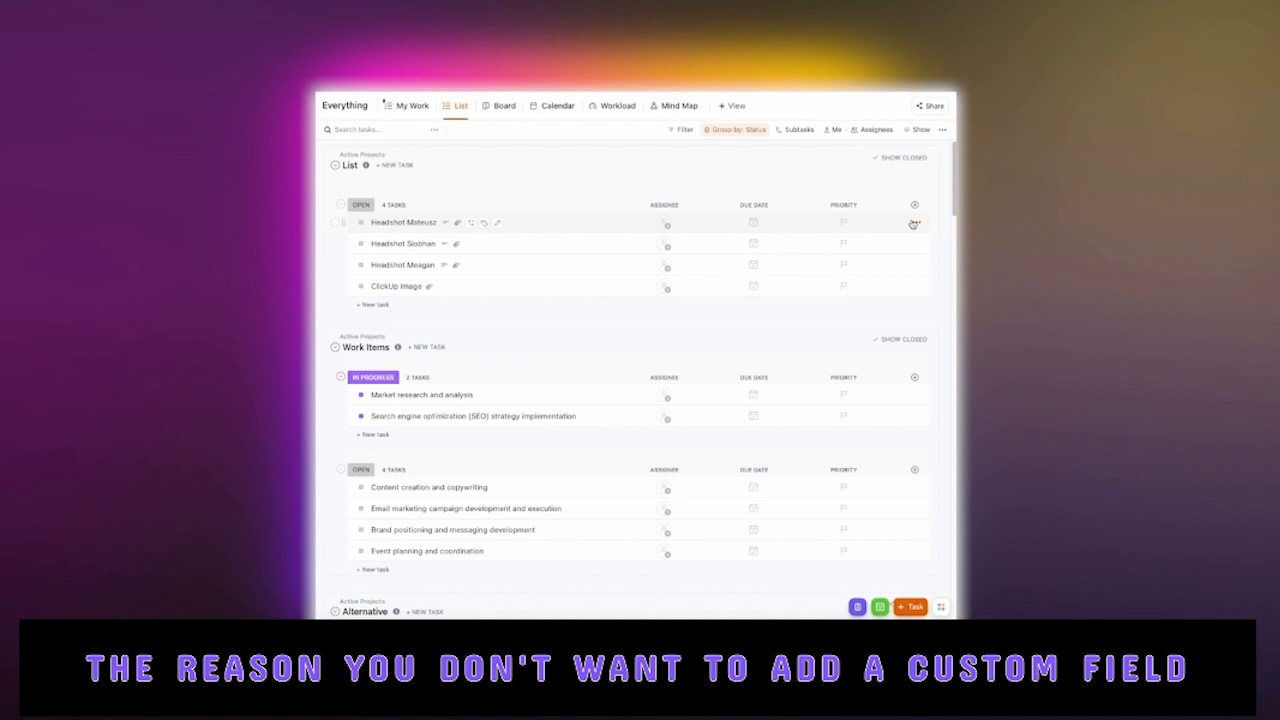 Everything My Work List Board Calendar Workload Mind Map + View Share
Search tasks... Filter Group by: Status Subtasks Me Assignees Show
Active Projects
List + NEW TASK SHOW CLOSED
OPEN 4 TASKS ASSIGNEE DUE DATE PRIORITY
Headshot Mateusz
Headshot Siobhan
Headshot Meagan
ClickUp Image
+ New task
Active Projects
Work Items + NEW TASK SHOW CLOSED
IN PROGRESS 2 TASKS ASSIGNEE DUE DATE PRIORITY
Market research and analysis
Search engine optimization (SEO) strategy implementation
+ New task
OPEN 4 TASKS ASSIGNEE DUE DATE PRIORITY
Content creation and copywriting
Email marketing campaign development and execution
Brand positioning and messaging development
Event planning and coordination
+ New task
Active Projects
Alternative + NEW TASK
+ Task
THE REASON YOU DON'T WANT TO ADD A CUSTOM FIELD